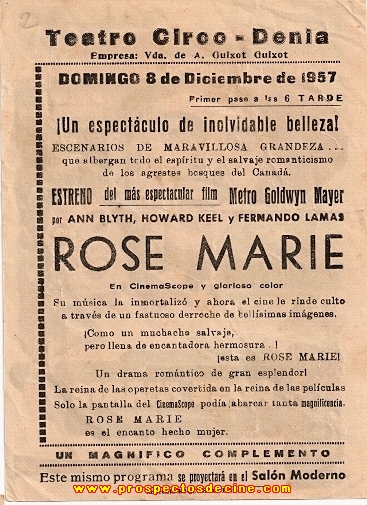 2
Teatro Circo - Denia
Empresa: Vda. de A. Guixot Guixot
DOMINGO 8 de Diciembre de 1957
Primer pase a las 6 TARDE
¡Un espectáculo de inolvidable belleza!
ESCENARIOS DE MARAVILLOSA GRANDEZA...
que albergan todo el espíritu y el salvaje romanticismo
de los agrestes bosques del Canadá.
ESTRENO del más espectacular film Metro Goldwyn Mayer
por ANN BLYTH, HOWARD KEEL y FERNANDO LAMAS
ROSE MARIE
En CinemaScope y glorioso color
Su música la inmortalizó y ahora el cine le rinde culto
a través de un fastuoso derroche de bellísimas imágenes.
¡Como un muchacho salvaje,
pero llena de encantadora hermosura..!
¡esta es ROSE MARIE!
Un drama romántico de gran esplendor!
La reina de las operetas covertida en la reina de las películas
Solo la pantalla del CinemaScope podía abarcar tanta magnificencia.
ROSE MARIE
es el encanto hecho mujer.
UN MAGNIFICO COMPLEMENTO
Este mismo programa se proyectará en el Salón Moderno
www.prospectosdecine.com